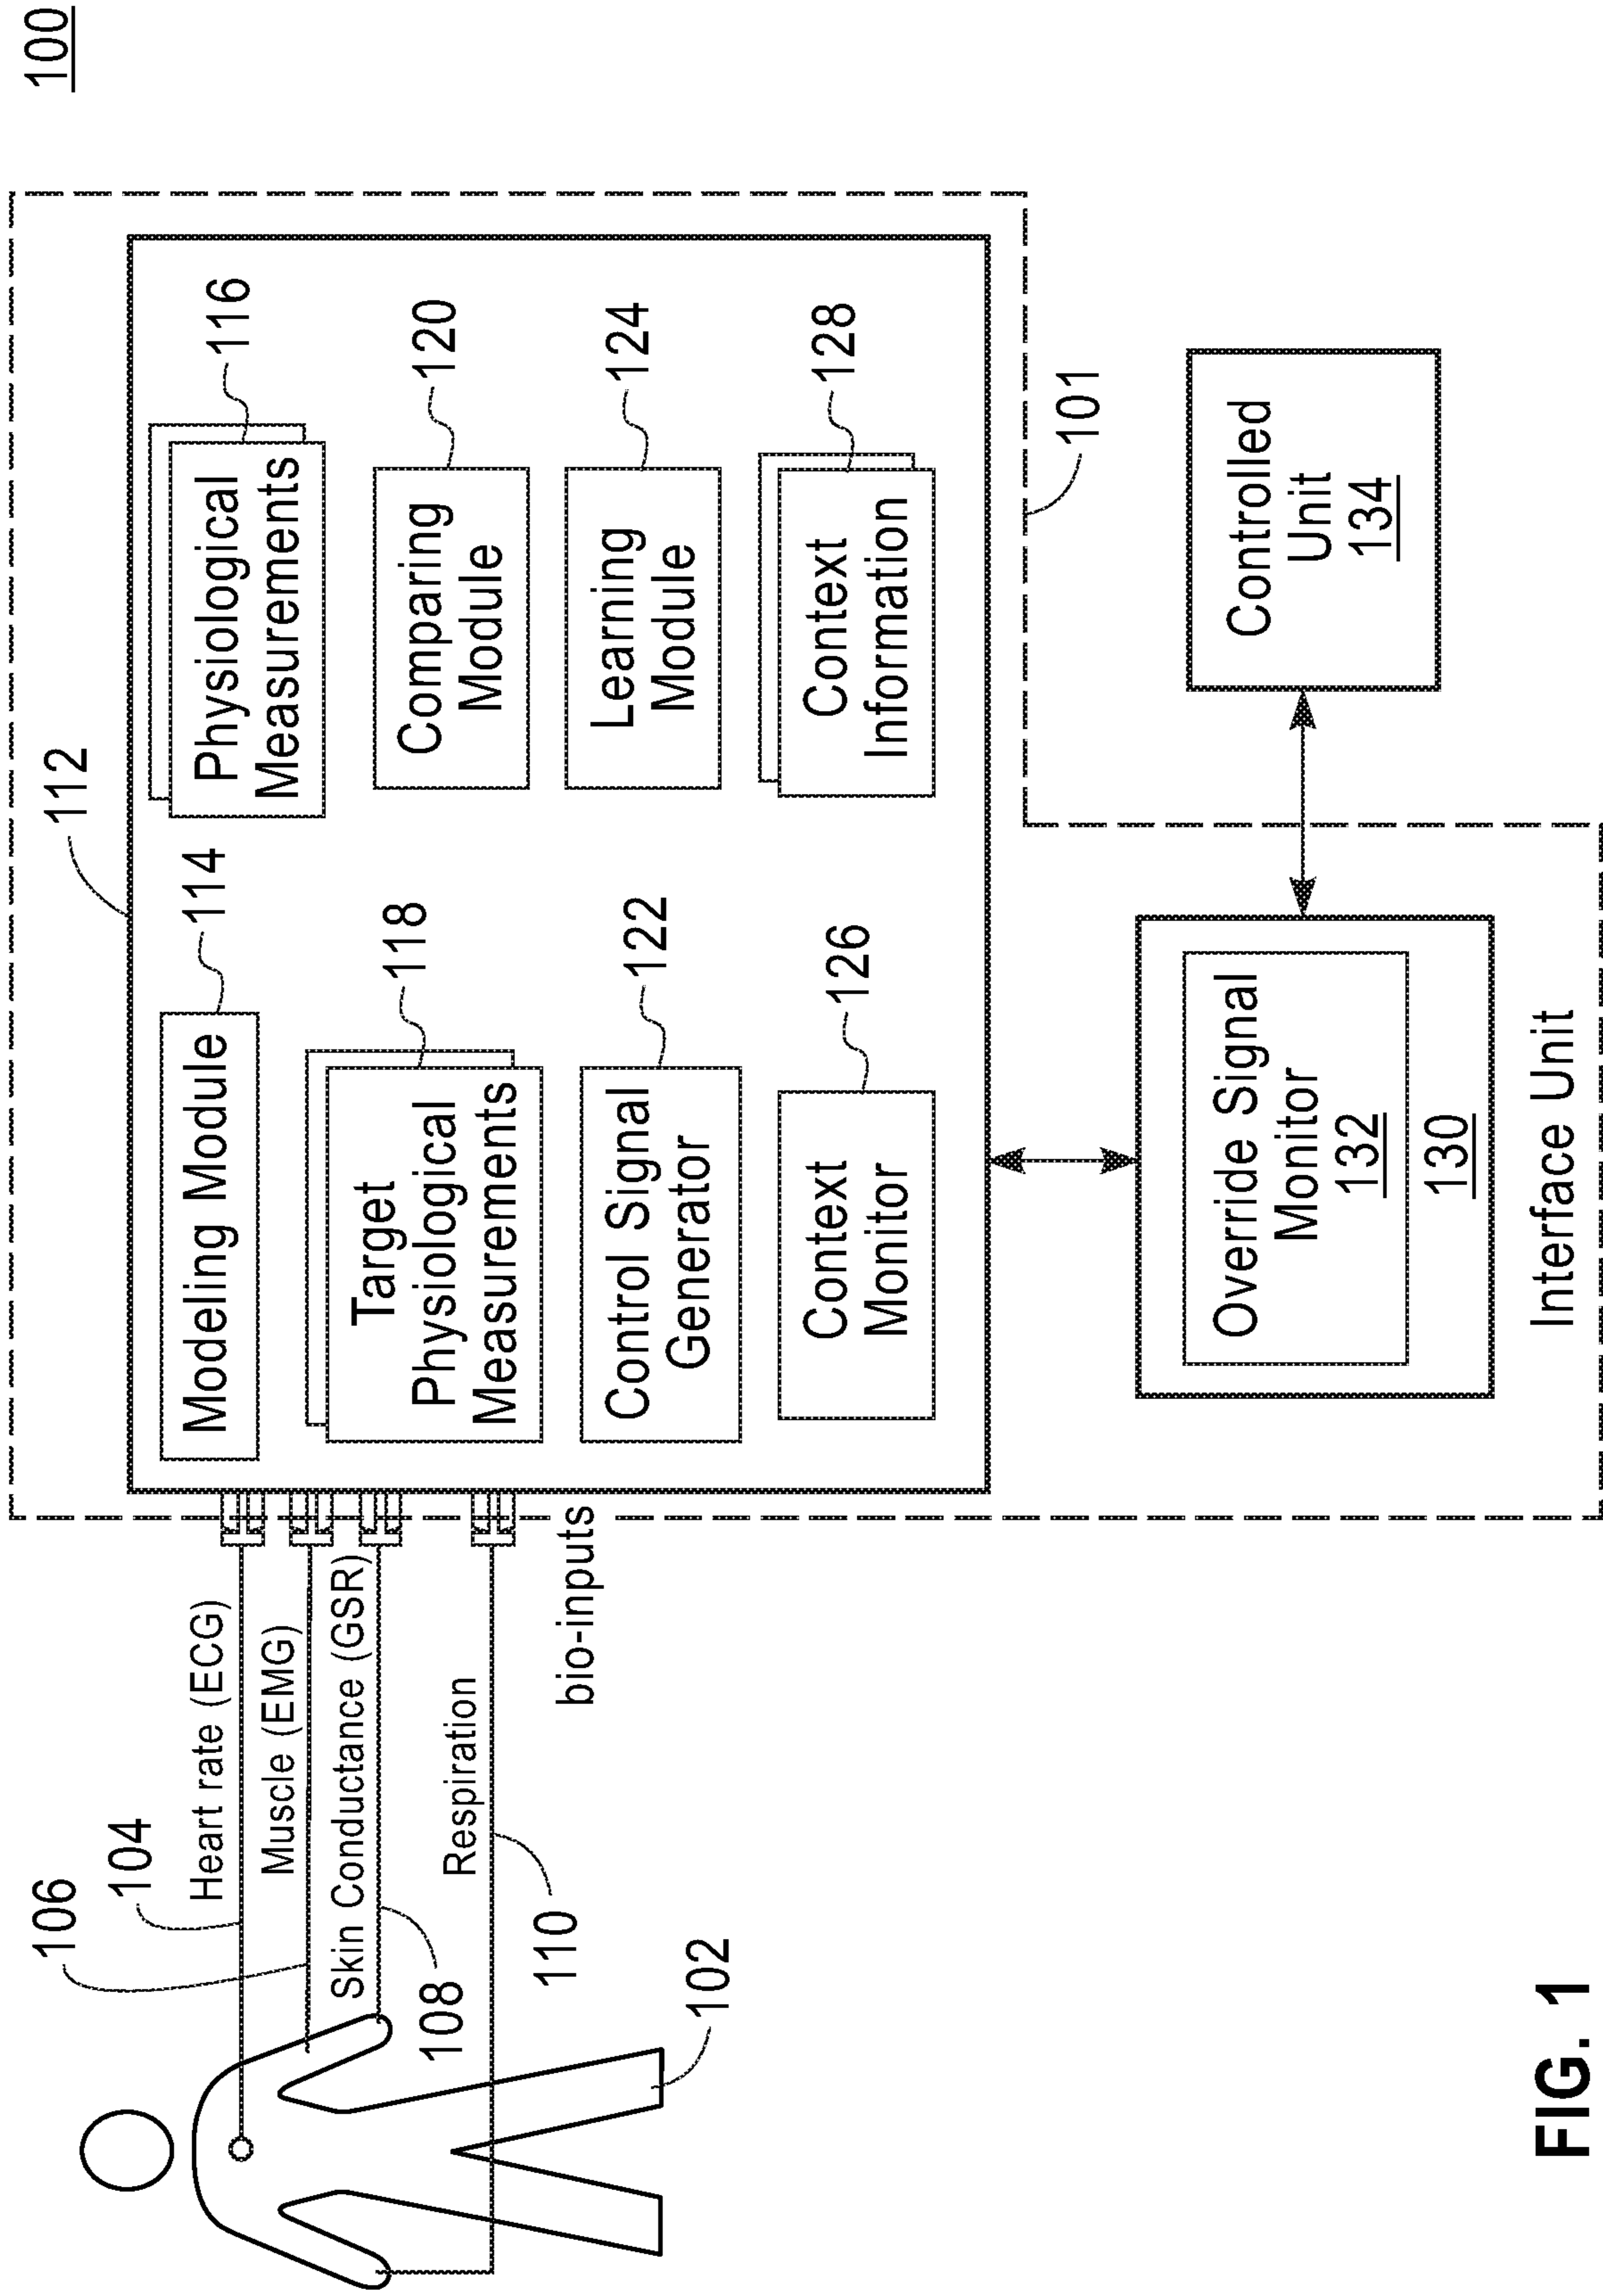 100
106
104
Heart rate (ECG)
Muscle (EMG)
Skin Conductance (GSR)
108
Respiration
110
102
bio-inputs
112
Modeling Module
114
Physiological
Measurements
116
Target
Physiological
Measurements
118
Comparing
Module
120
Control Signal
Generator
122
Learning
Module
124
Context
Monitor
126
Context
Information
128
101
Override Signal
Monitor
132
130
Interface Unit
Controlled
Unit
134
FIG. 1